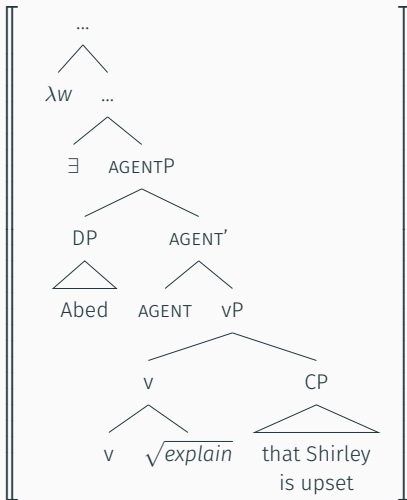 ...
λw ...
∃ AGENTP
DP AGENT′
Abed AGENT vP
v CP
v √explain that Shirley
is upset